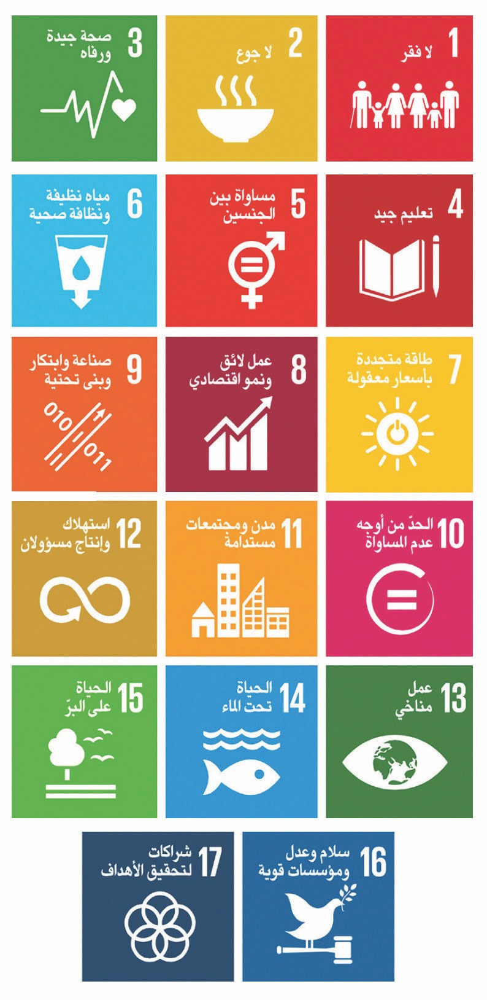 1
لا فقر
2
لا جوع
3
صحة جيدة
ورفاه
4
تعليم جيد
5
مساواة بين
الجنسين
6
مياه نظيفة
ونظافة صحية
7
طاقة متجددة
بأسعار معقولة
8
عمل لائق
ونمو اقتصادي
9
صناعة وابتكار
وبنى تحتية
010
011
10
الحدّ من أوجه
عدم المساواة
11
مدن ومجتمعات
مستدامة
12
استهلاك
وإنتاج مسؤولان
13
عمل
مناخي
14
الحياة
تحت الماء
15
الحياة
على البرّ
16
سلام وعدل
ومؤسسات قوية
17
شراكات
لتحقيق الأهداف